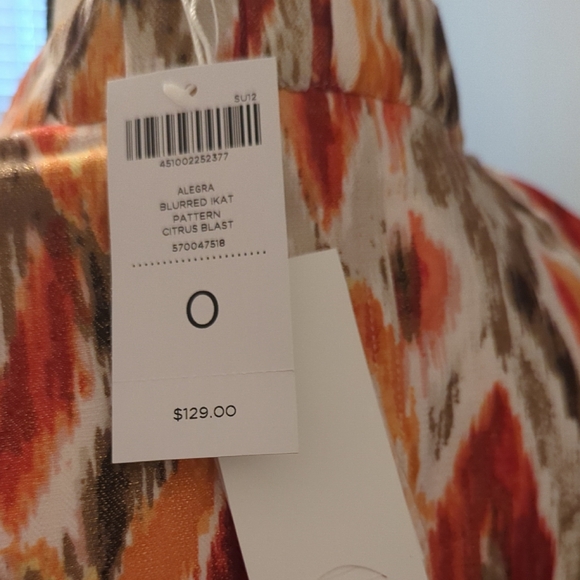 SU12
451002252377
ALEGRA
BLURRED IKAT
PATTERN
CITRUS BLAST
570047518
0
$129.00